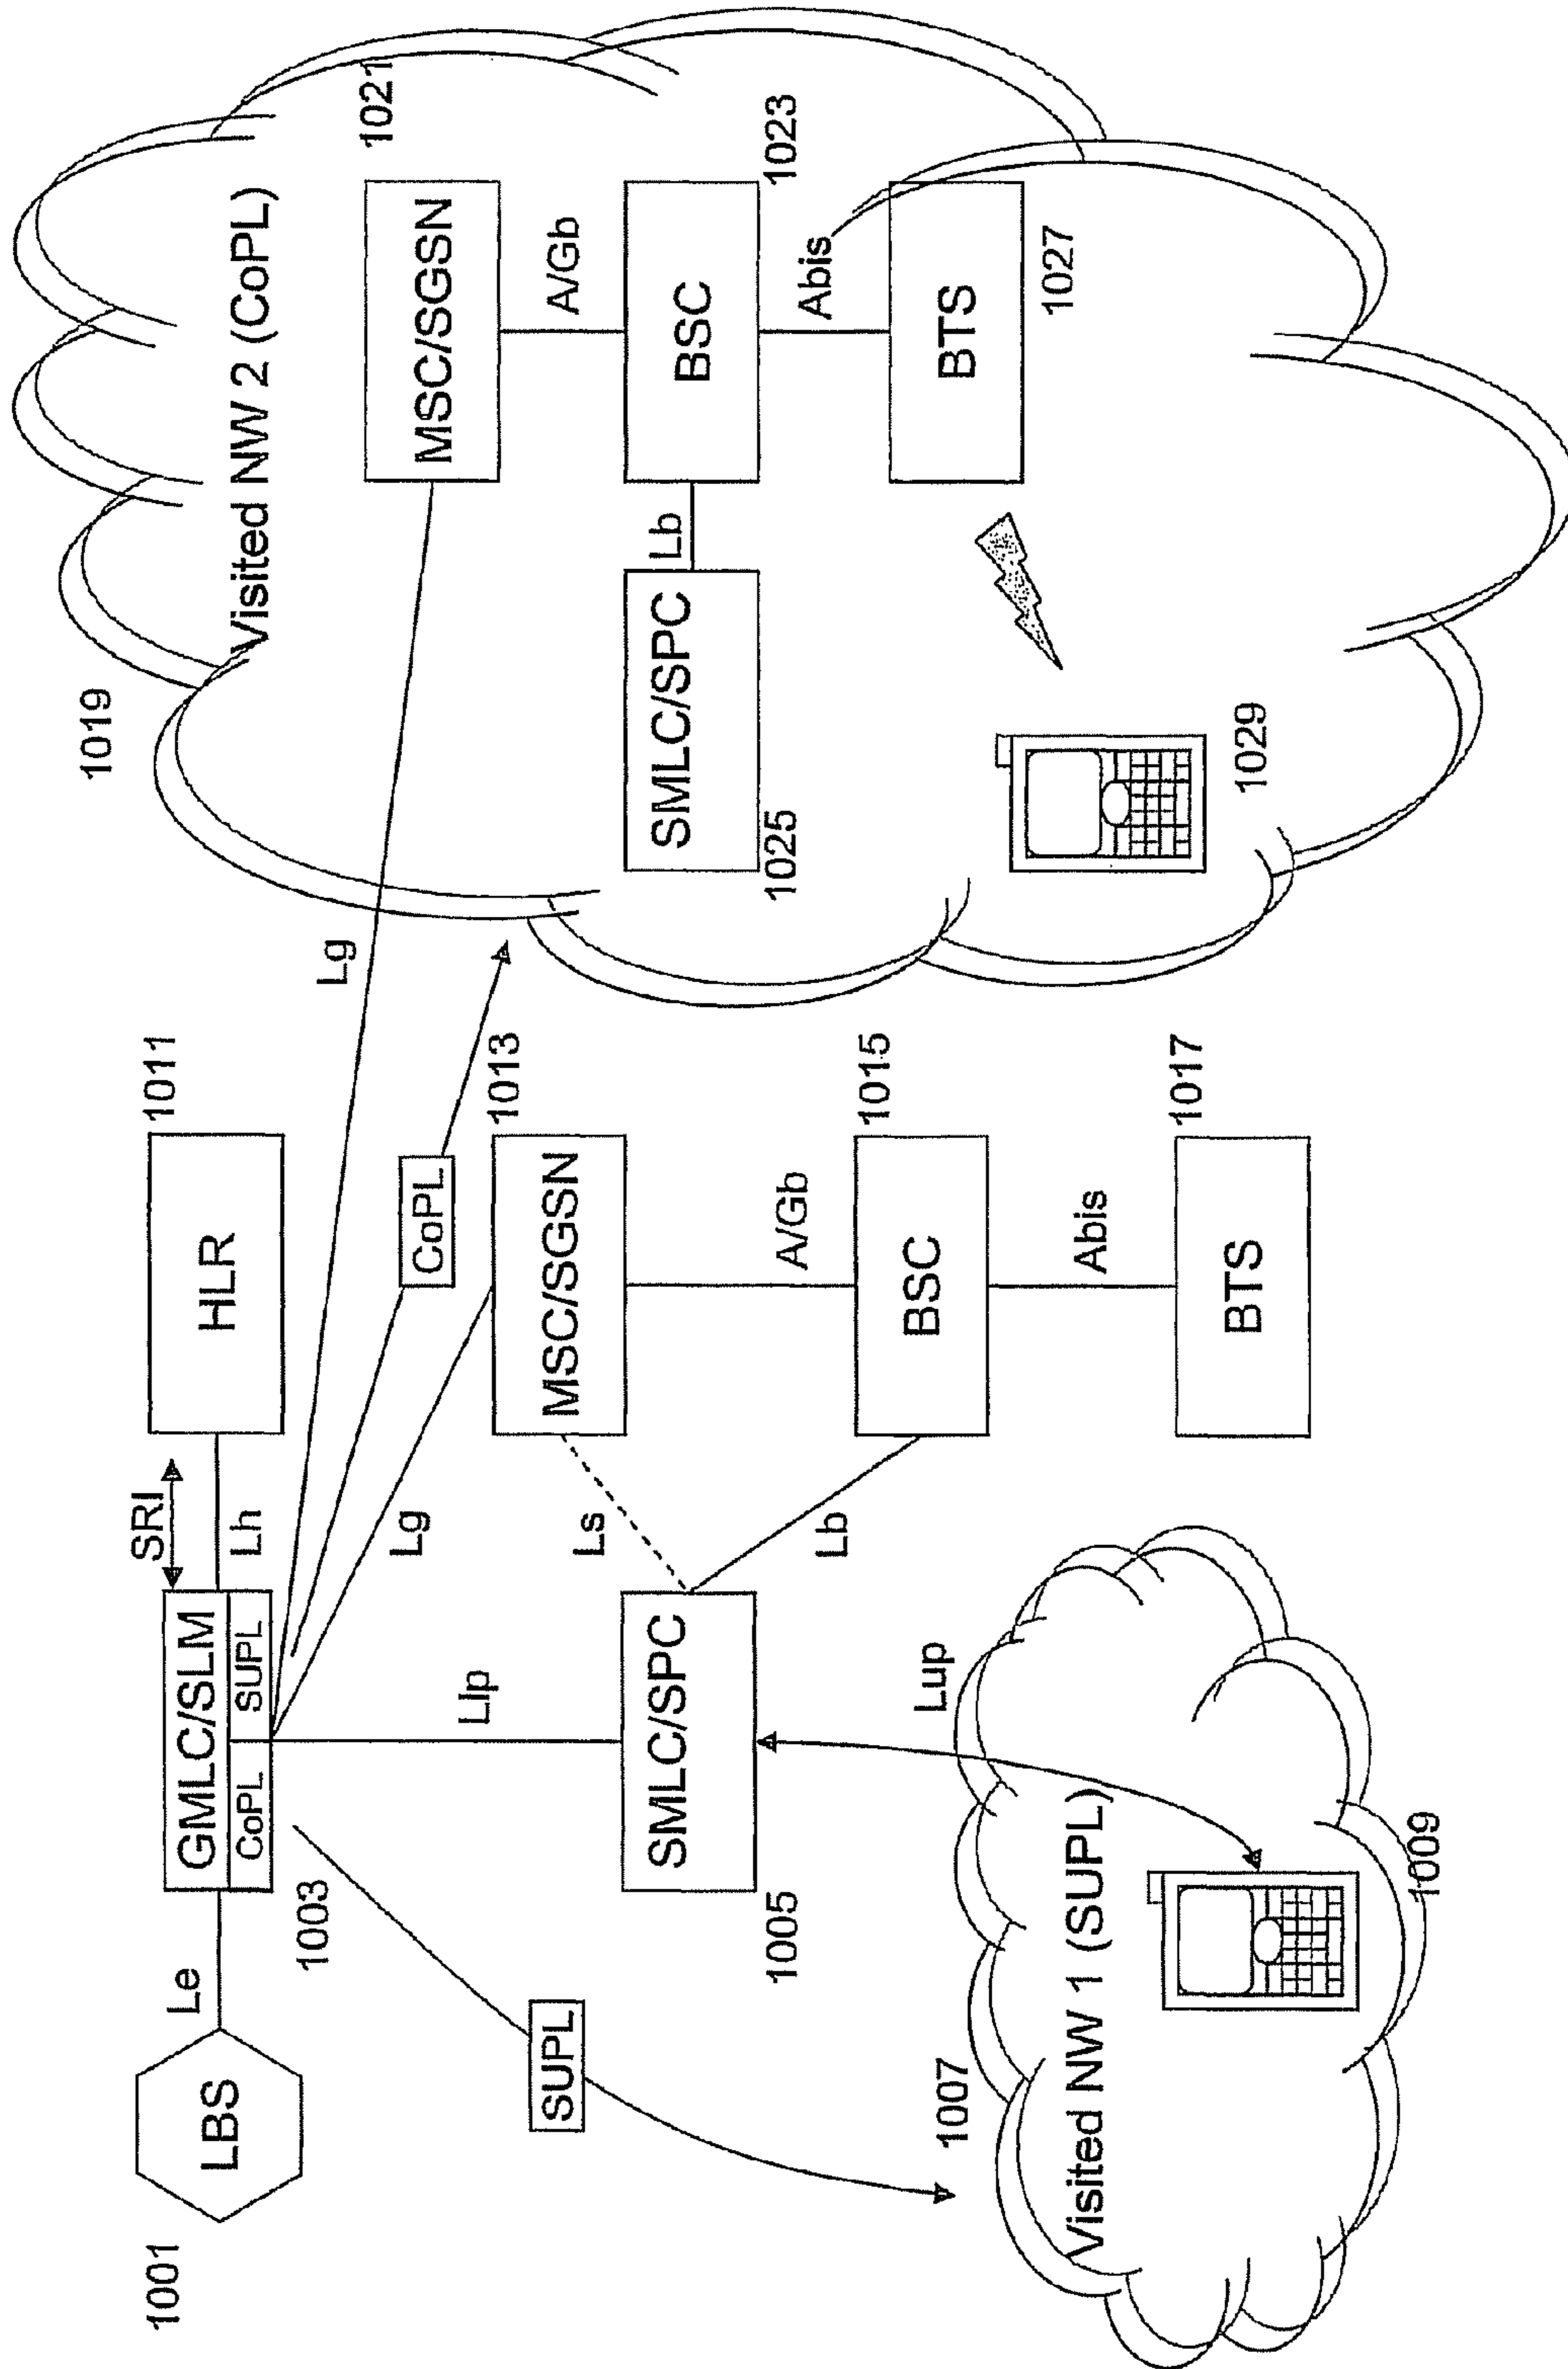 1001
LBS
Le
1003
GMLC/SLM
CoPL
SUPL
SRI
Lh
HLR
1011
SUPL
Llp
Lg
CoPL
Lg
1005
SMLC/SPC
Ls
Lb
MSC/SGSN
1013
A/Gb
BSC
1015
Abis
BTS
1017
Lup
1007
Visited NW 1 (SUPL)
1009
1019
Visited NW 2 (CoPL)
MSC/SGSN
1021
A/Gb
SMLC/SPC
1025
Lb
BSC
1023
Abis
BTS
1027
1029